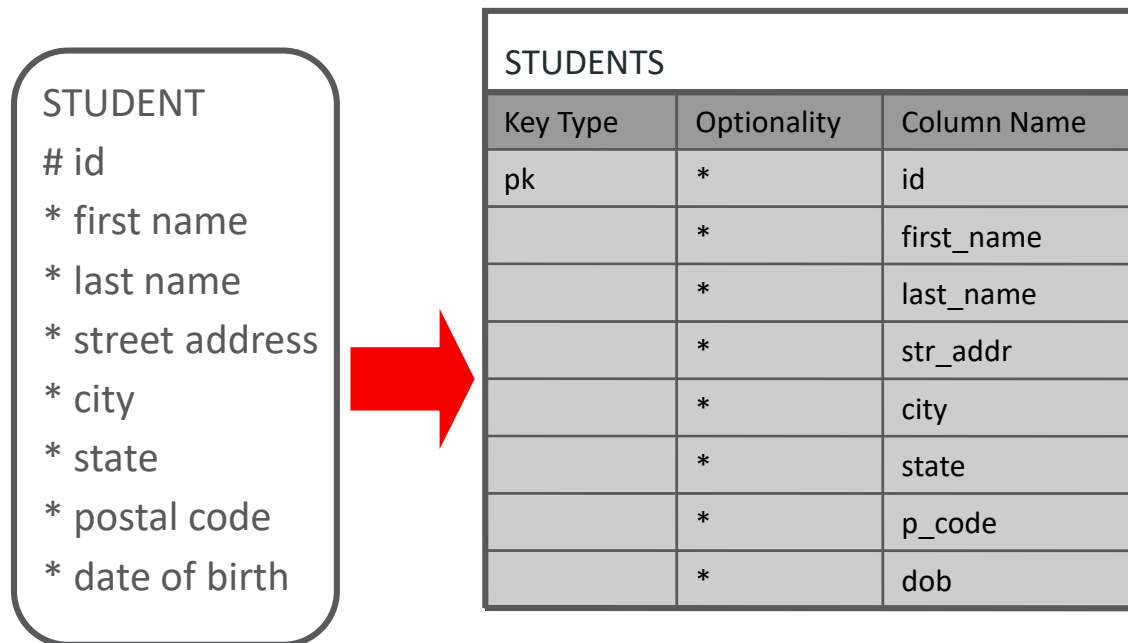 STUDENT
# id
* first name
* last name
* street address
* city
* state
* postal code
* date of birth
STUDENTS
Key Type Optionality Column Name
pk * id
* first_name
* last_name
* str_addr
* city
* state
* p_code
* dob